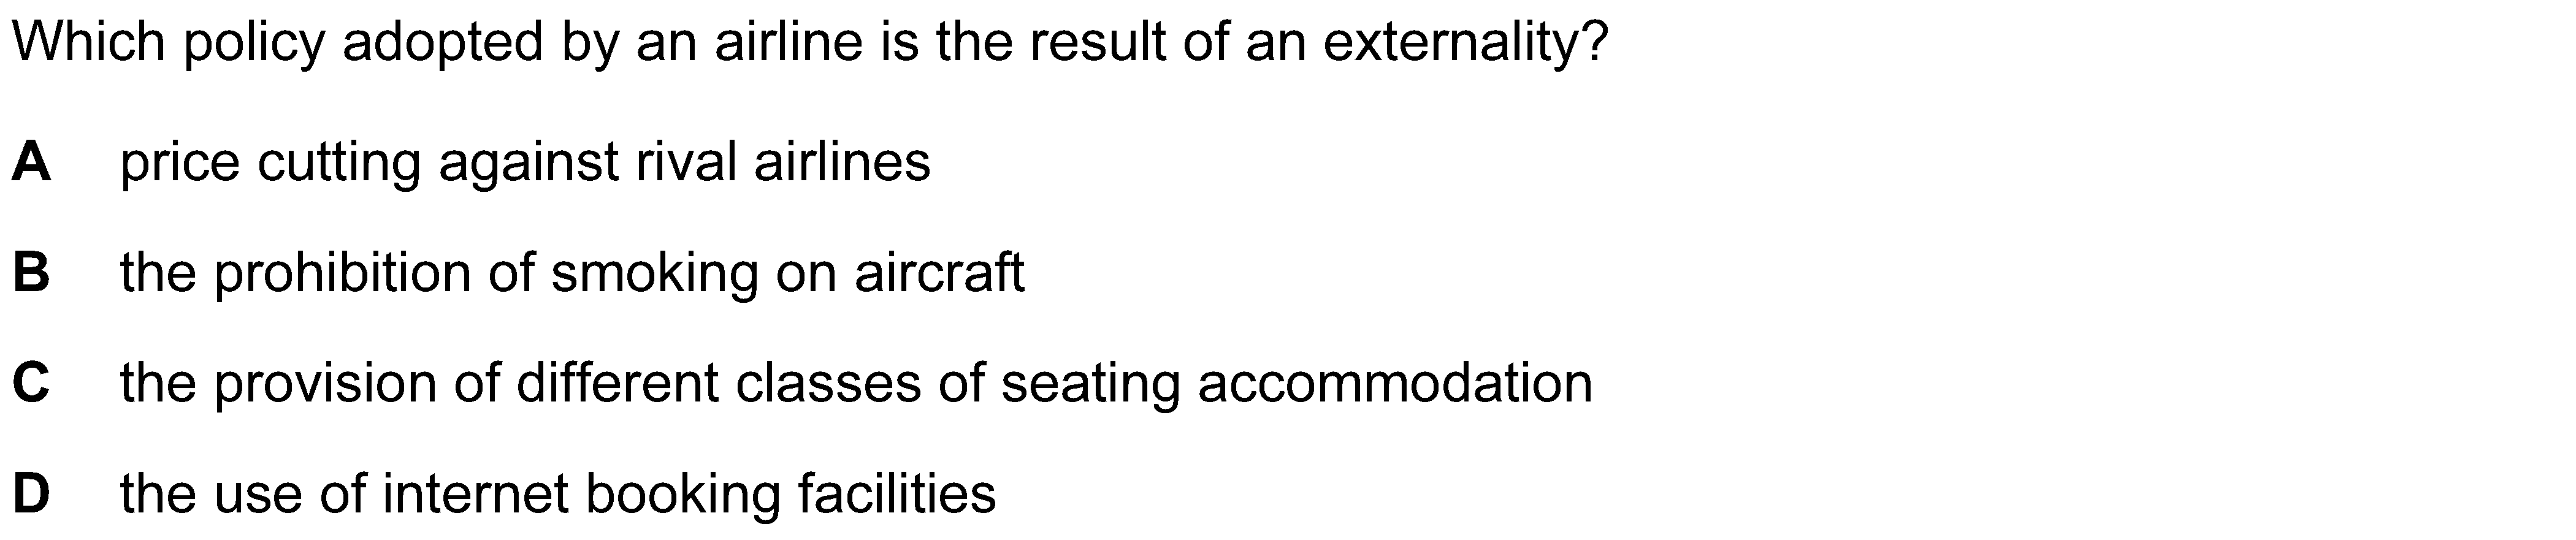 Which policy adopted by an airline is the result of an externality?
A price cutting against rival airlines
B the prohibition of smoking on aircraft
C the provision of different classes of seating accommodation
D the use of internet booking facilities